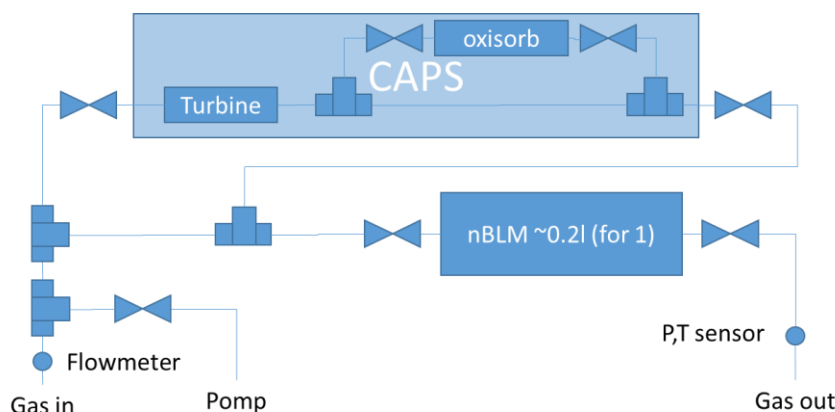 oxisorb
CAPS
Turbine
nBLM ~0.2l (for 1)
P,T sensor
Flowmeter
Gas in
Pomp
Gas out